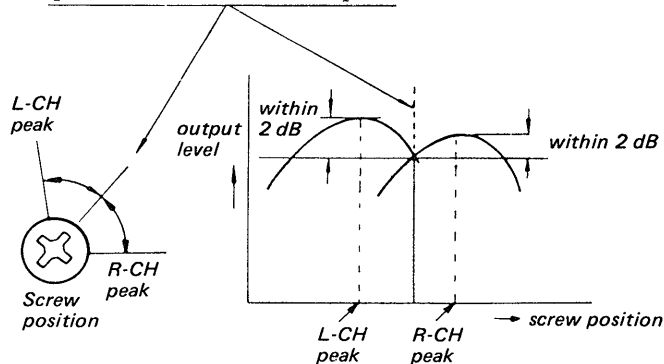 L-CH
peak
R-CH
peak
Screw
position
output
level
within
2 dB
within 2 dB
L-CH
peak
R-CH
peak
screw position